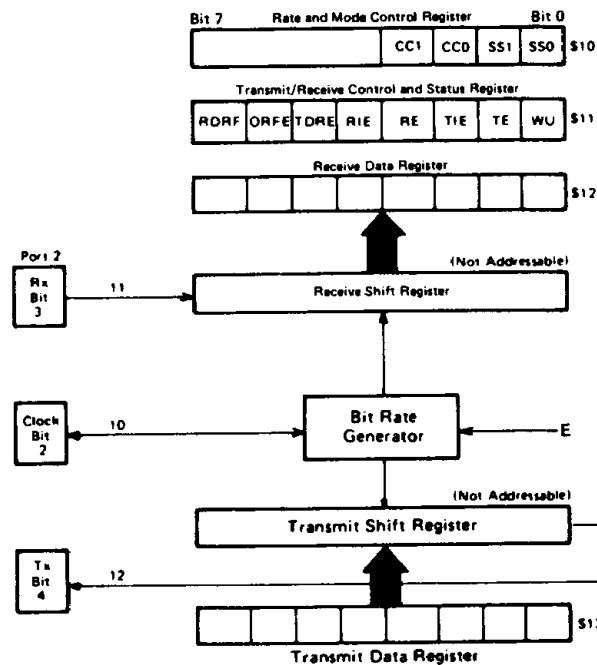 Bit 7 Rate and Mode Control Register Bit 0
CC1 CC0 SS1 SS0 $10
Transmit/Receive Control and Status Register
RDRF ORFE TDRE RIE RE TIE TE WU $11
Receive Data Register
$12
Port 2
(Not Addressable)
Rx
Bit
3
11
Receive Shift Register
Clock
Bit
2
10
Bit Rate
Generator
E
(Not Addressable)
Transmit Shift Register
Tx
Bit
4
12
$13
Transmit Data Register